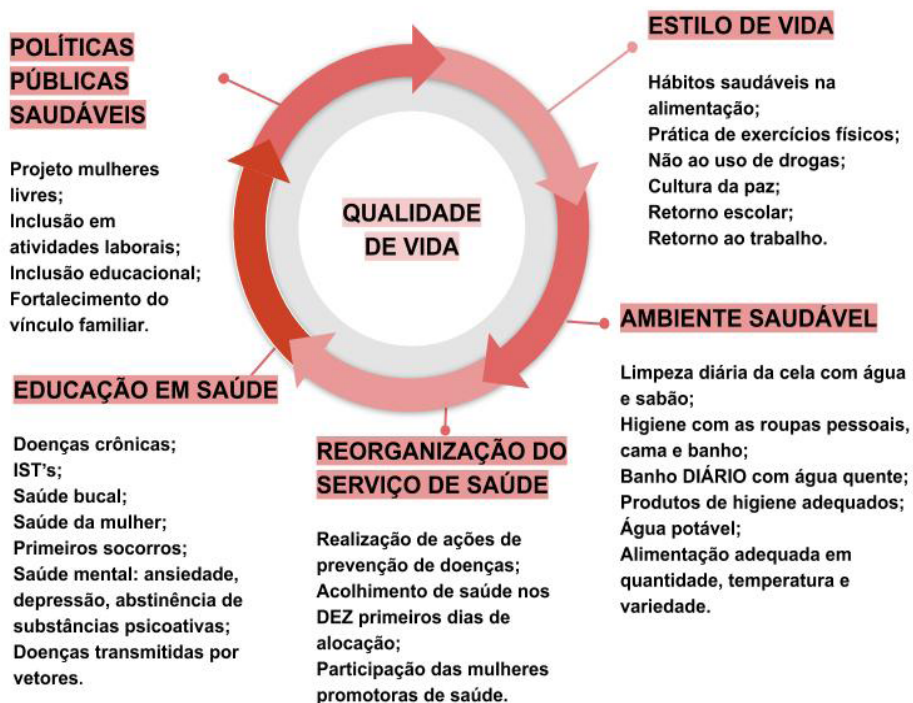 POLÍTICAS
PÚBLICAS
SAUDÁVEIS
Projeto mulheres
livres;
Inclusão em
atividades laborais;
Inclusão educacional;
Fortalecimento do
vínculo familiar.
ESTILO DE VIDA
Hábitos saudáveis na
alimentação;
Prática de exercícios físicos;
Não ao uso de drogas;
Cultura da paz;
Retorno escolar;
Retorno ao trabalho.
QUALIDADE
DE VIDA
AMBIENTE SAUDÁVEL
Limpeza diária da cela com água
e sabão;
Higiene com as roupas pessoais,
cama e banho;
Banho DIÁRIO com água quente;
Produtos de higiene adequados;
Água potável;
Alimentação adequada em
quantidade, temperatura e
variedade.
EDUCAÇÃO EM SAÚDE
Doenças crônicas;
IST's;
Saúde bucal;
Saúde da mulher;
Primeiros socorros;
Saúde mental: ansiedade,
depressão, abstinência de
substâncias psicoativas;
Doenças transmitidas por
vetores.
REORGANIZAÇÃO DO
SERVIÇO DE SAÚDE
Realização de ações de
prevenção de doenças;
Acolhimento de saúde nos
DEZ primeiros dias de
alocação;
Participação das mulheres
promotoras de saúde.